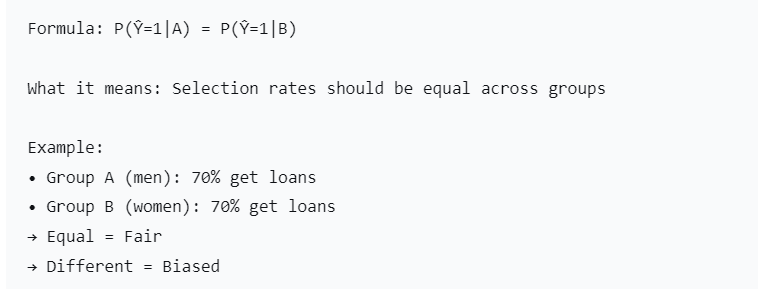 Formula: P(Ŷ=1|A) = P(Ŷ=1|B)
What it means: Selection rates should be equal across groups
Example:
• Group A (men): 70% get loans
• Group B (women): 70% get loans
→ Equal = Fair
→ Different = Biased